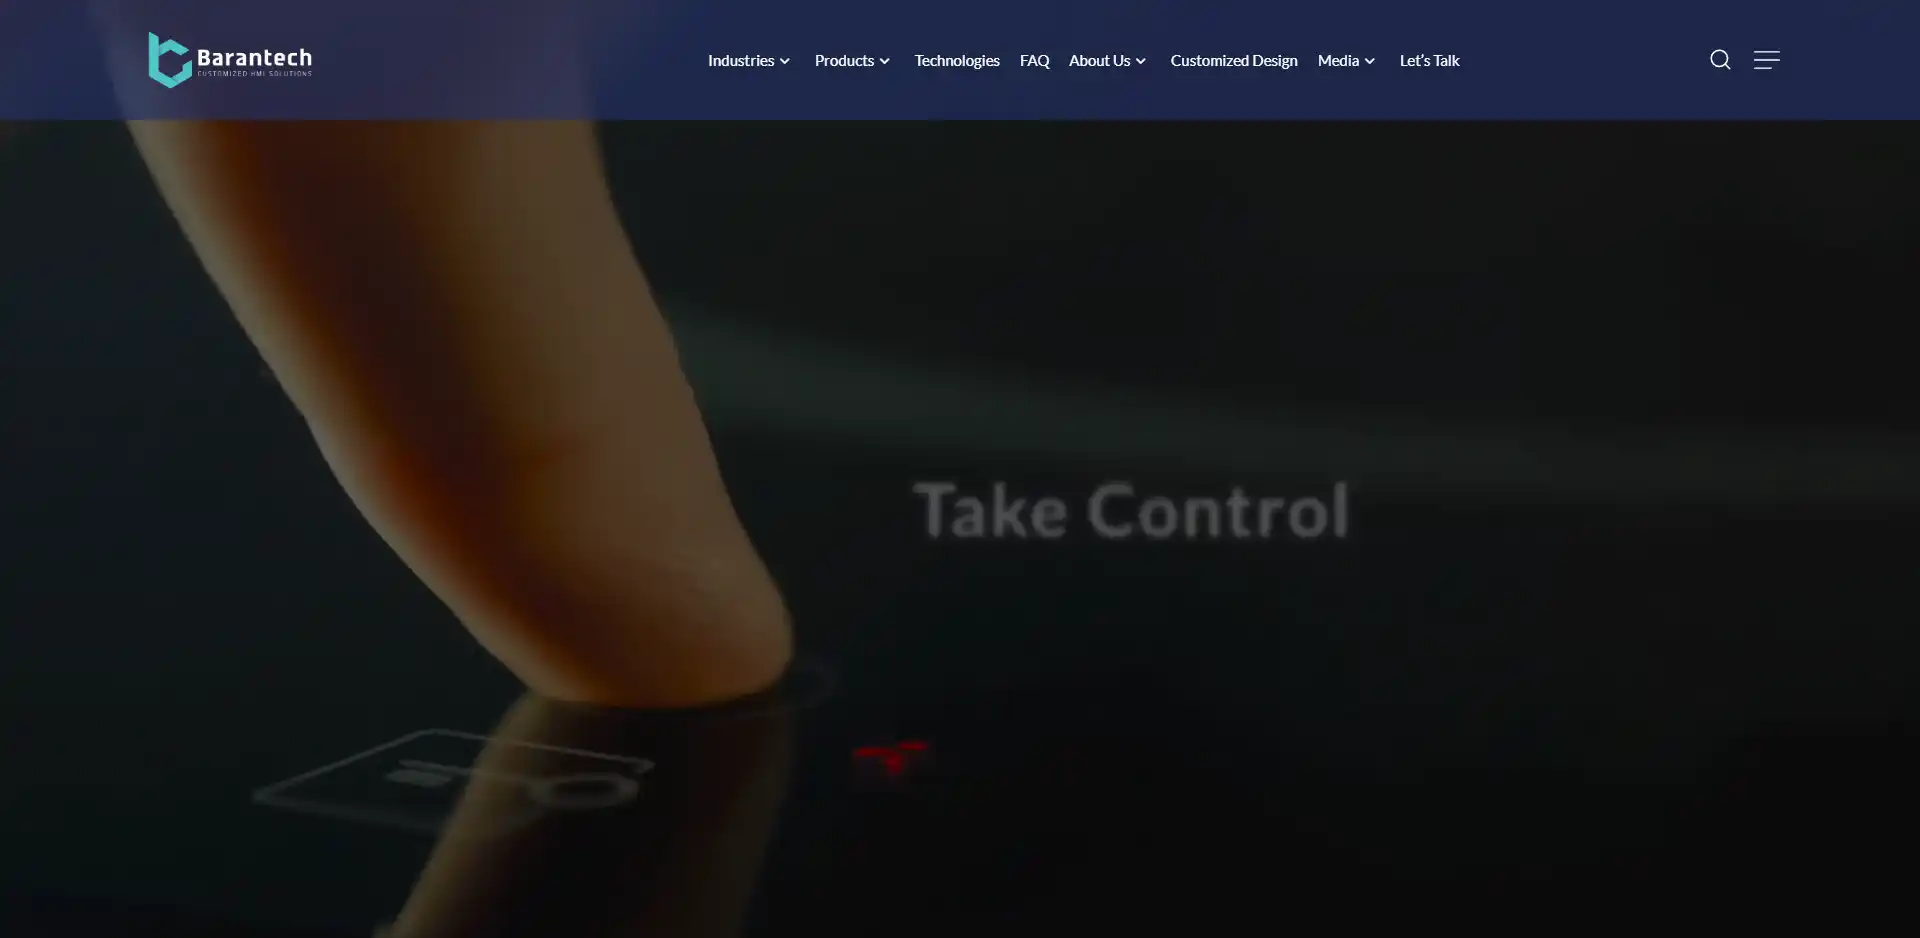 Barantech
CUSTOMIZED HMI SOLUTIONS
Industries Products Technologies FAQ About Us Customized Design Media Let's Talk
Take Control